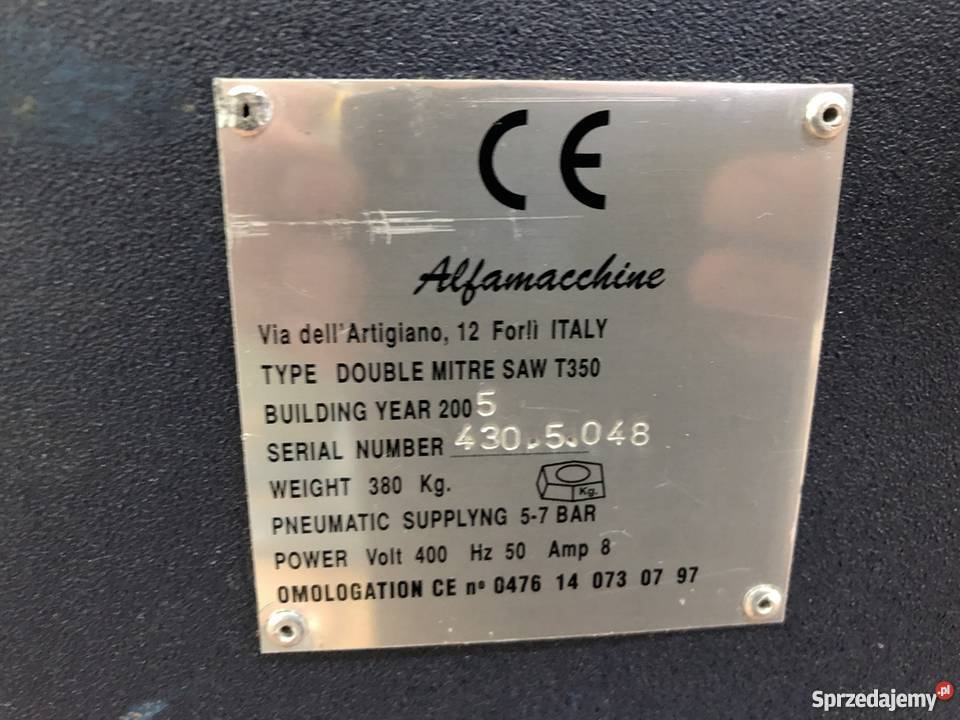 CE
Alfamacchine
Via dell'Artigiano, 12 Forlì ITALY
TYPE DOUBLE MITRE SAW T350
BUILDING YEAR 2005
SERIAL NUMBER 430.5.048
WEIGHT 380 Kg.
Kg.
PNEUMATIC SUPPLYNG 5-7 BAR
POWER Volt 400 Hz 50 Amp 8
OMOLOGATION CE nº 0476 14 073 07 97
Sprzedajemy.pl